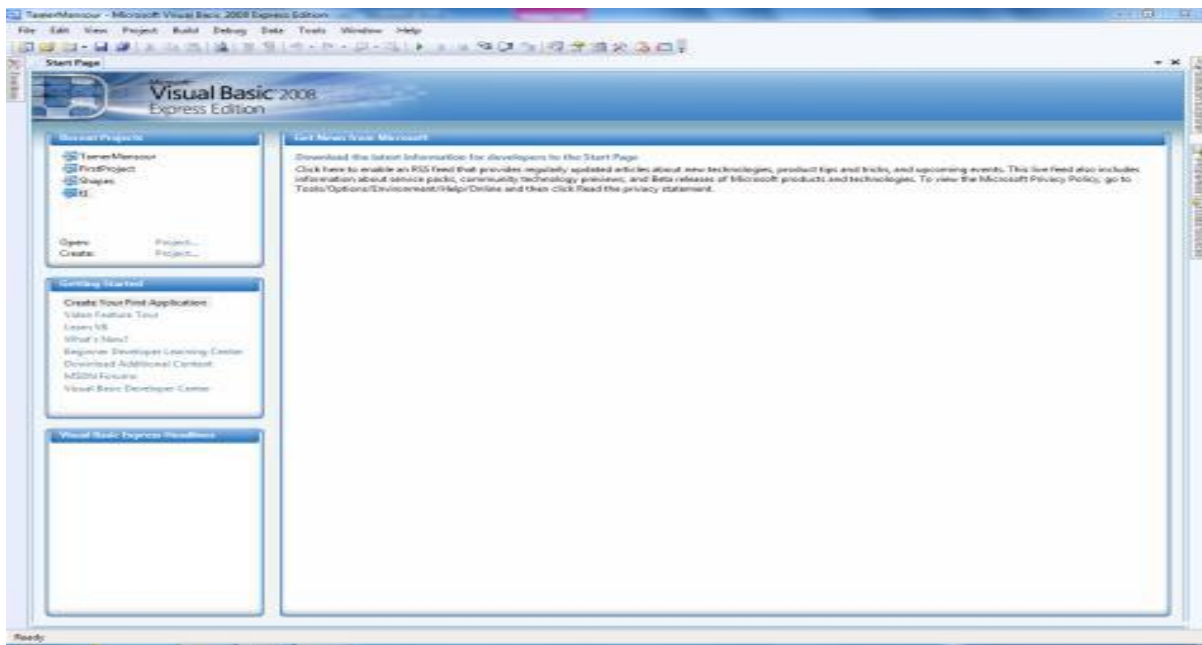 TamerMansour - Microsoft Visual Basic 2008 Express Edition
File Edit View Project Build Debug Data Tools Window Help
Start Page
Microsoft
Visual Basic 2008
Express Edition
Recent Projects
TamerMansour
FirstProject
Shapes
Open: Project...
Create: Project...
Getting Started
Create Your First Application
Video Feature Tour
Learn VB
What's New?
Beginner Developer Learning Center
Download Additional Content
MSDN Forums
Visual Basic Developer Center
Visual Basic Express Headlines
Get News from Microsoft
Download the latest information for developers to the Start Page
Click here to enable an RSS feed that provides regularly updated articles about new technologies, product tips and tricks, and upcoming events. This live feed also includes
information about service packs, community technology previews, and Beta releases of Microsoft products and technologies. To view the Microsoft Privacy Policy, go to
Tools/Options/Environment/Help/Online and then click Read the privacy statement.
Ready